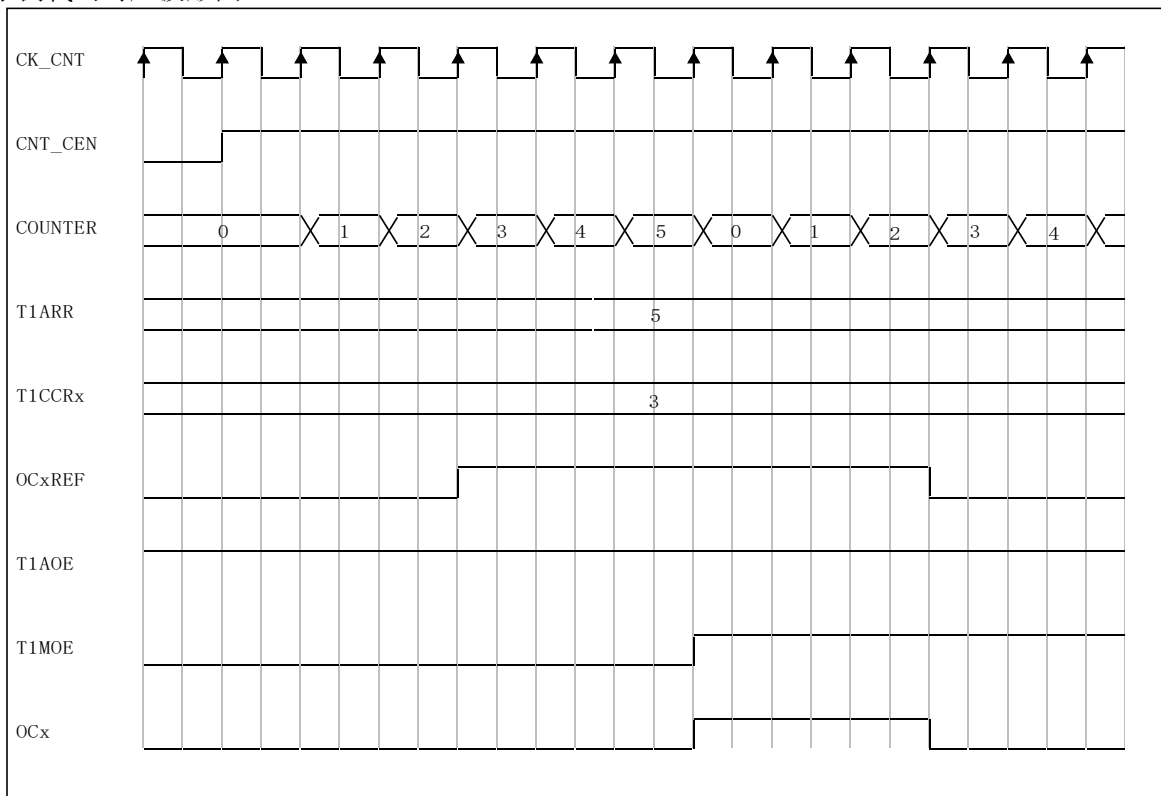 CK_CNT
CNT_CEN
COUNTER 0 1 2 3 4 5 0 1 2 3 4
T1ARR 5
T1CCRx 3
OCxREF
T1AOE
T1MOE
OCx